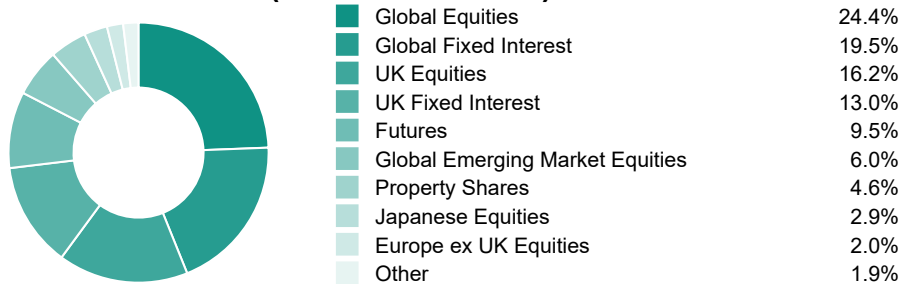 Global Equities 24.4%
Global Fixed Interest 19.5%
UK Equities 16.2%
UK Fixed Interest 13.0%
Futures 9.5%
Global Emerging Market Equities 6.0%
Property Shares 4.6%
Japanese Equities 2.9%
Europe ex UK Equities 2.0%
Other 1.9%